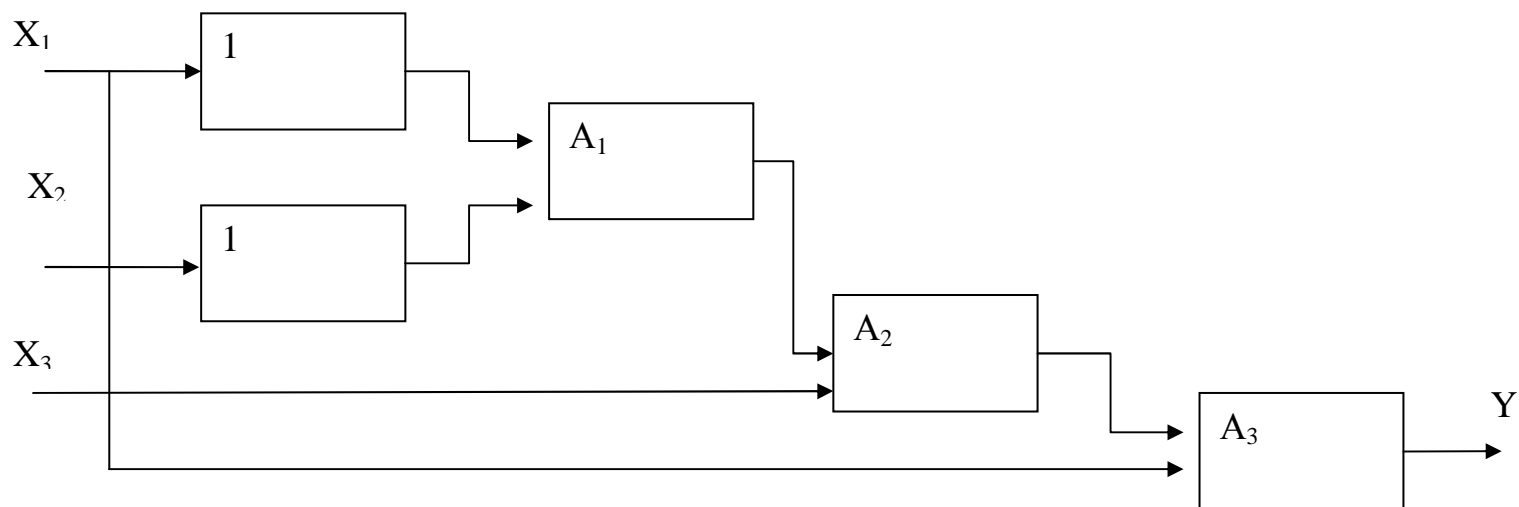 X₁
1
A₁
X₂
1
A₂
X₃
A₃
Y